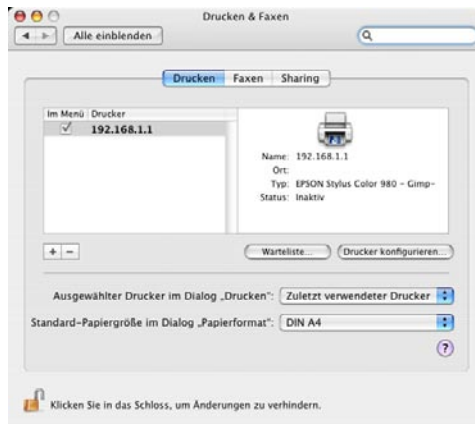 Drucken & Faxen
Alle einblenden
Drucken Faxen Sharing
Im Menü Drucker
192.168.1.1
Name: 192.168.1.1
Ort:
Typ: EPSON Stylus Color 980 – Gimp-
Status: Inaktiv
+ −
Warteliste... Drucker konfigurieren...
Ausgewählter Drucker im Dialog „Drucken“: Zuletzt verwendeter Drucker
Standard-Papiergröße im Dialog „Papierformat“: DIN A4
?
Klicken Sie in das Schloss, um Änderungen zu verhindern.